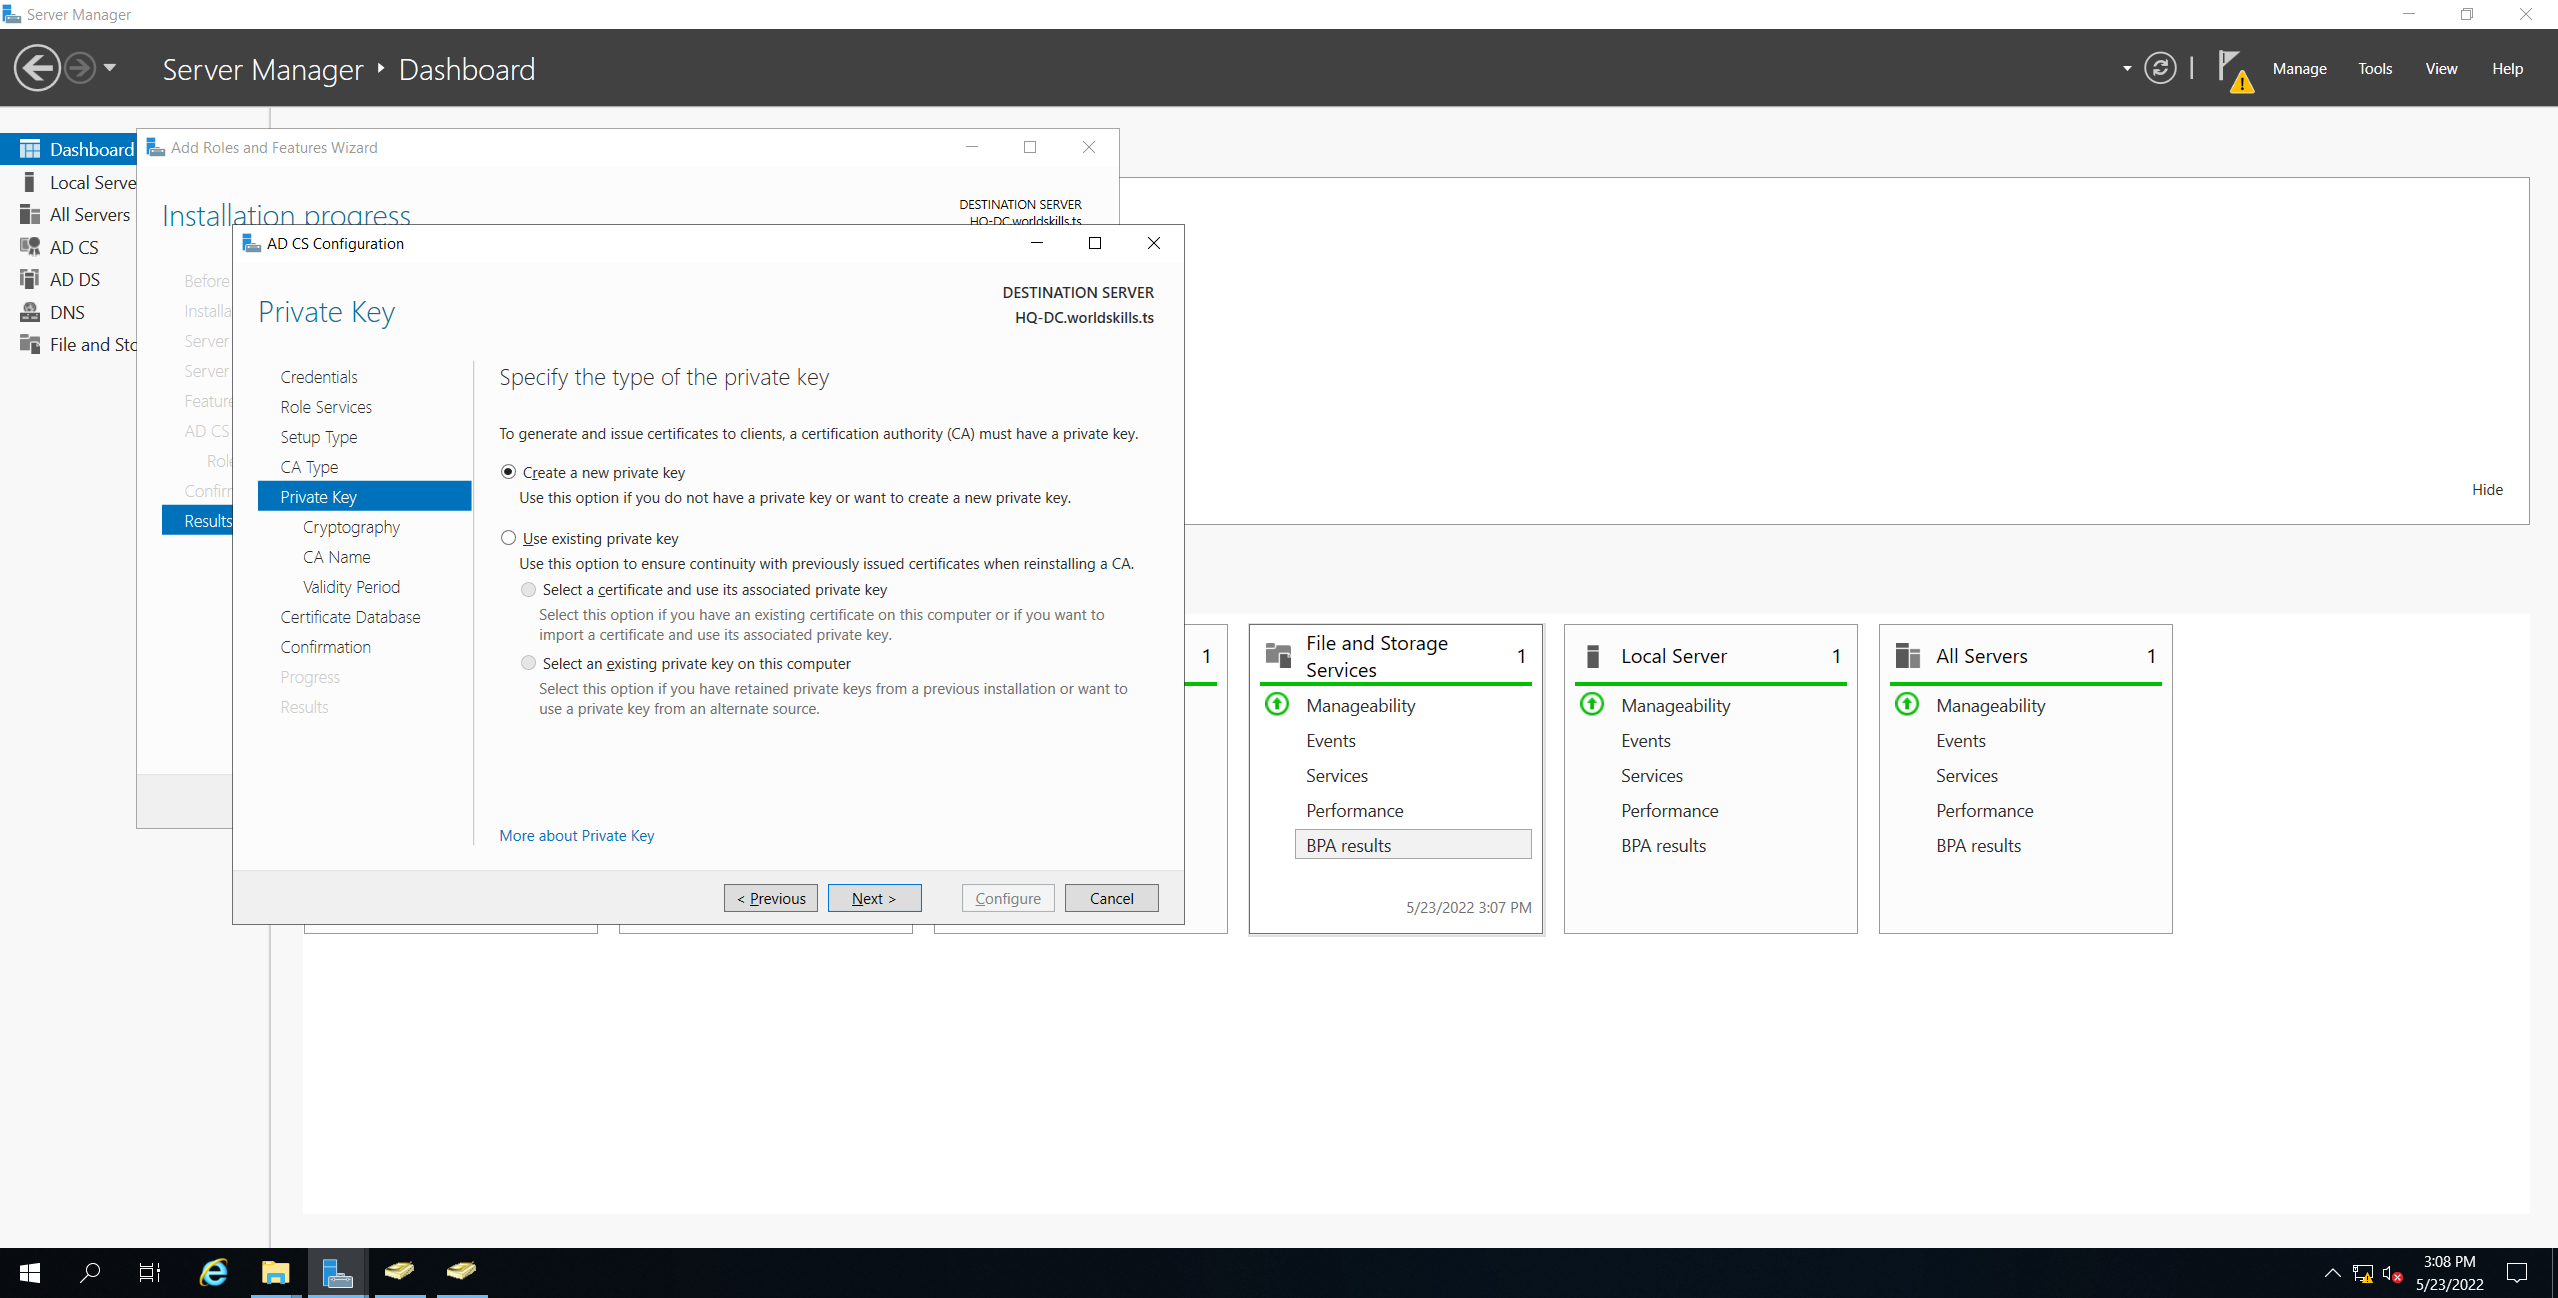 Server Manager
Server Manager ‣ Dashboard
Manage
Tools
View
Help
Dashboard
Local Serve
All Servers
AD CS
AD DS
DNS
File and Stc
Add Roles and Features Wizard
Installation progress
DESTINATION SERVER
HQ-DC.worldskills.ts
Before
Installa
Server
Server
Feature
AD CS
Role
Confirr
Results
AD CS Configuration
Private Key
DESTINATION SERVER
HQ-DC.worldskills.ts
Credentials
Role Services
Setup Type
CA Type
Private Key
Cryptography
CA Name
Validity Period
Certificate Database
Confirmation
Progress
Results
Specify the type of the private key
To generate and issue certificates to clients, a certification authority (CA) must have a private key.
Create a new private key
Use this option if you do not have a private key or want to create a new private key.
Use existing private key
Use this option to ensure continuity with previously issued certificates when reinstalling a CA.
Select a certificate and use its associated private key
Select this option if you have an existing certificate on this computer or if you want to
import a certificate and use its associated private key.
Select an existing private key on this computer
Select this option if you have retained private keys from a previous installation or want to
use a private key from an alternate source.
More about Private Key
< Previous
Next >
Configure
Cancel
Hide
1
File and Storage
Services
1
Manageability
Events
Services
Performance
BPA results
5/23/2022 3:07 PM
Local Server
1
Manageability
Events
Services
Performance
BPA results
All Servers
1
Manageability
Events
Services
Performance
BPA results
3:08 PM
5/23/2022